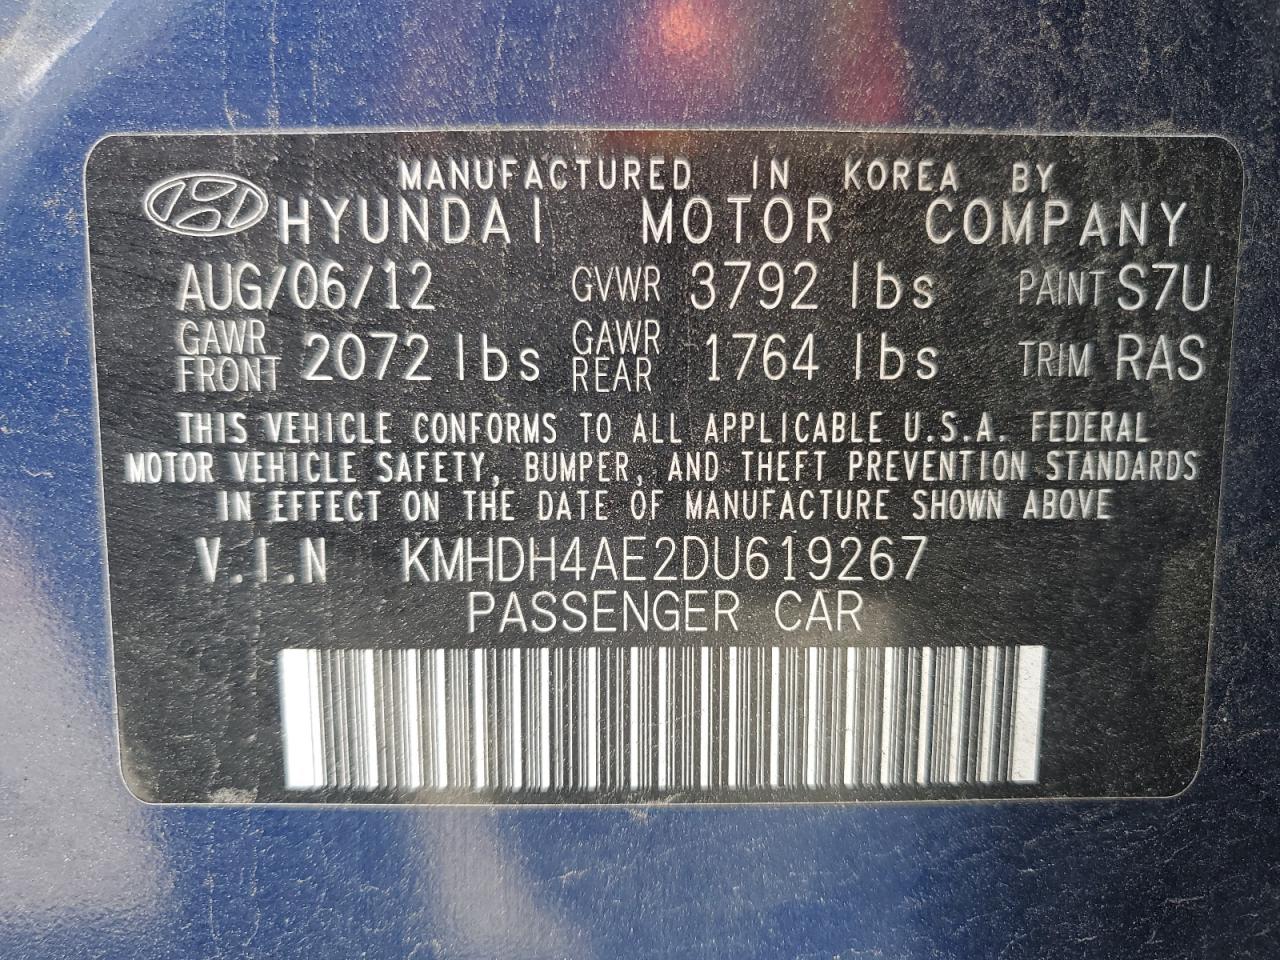 MANUFACTURED IN KOREA BY
HYUNDAI MOTOR COMPANY
AUG/06/12 GVWR 3792 lbs PAINT S7U
GAWR FRONT 2072 lbs GAWR REAR 1764 lbs TRIM RAS
THIS VEHICLE CONFORMS TO ALL APPLICABLE U.S.A. FEDERAL
MOTOR VEHICLE SAFETY, BUMPER, AND THEFT PREVENTION STANDARDS
IN EFFECT ON THE DATE OF MANUFACTURE SHOWN ABOVE
V.I.N KMHDH4AE2DU619267
PASSENGER CAR